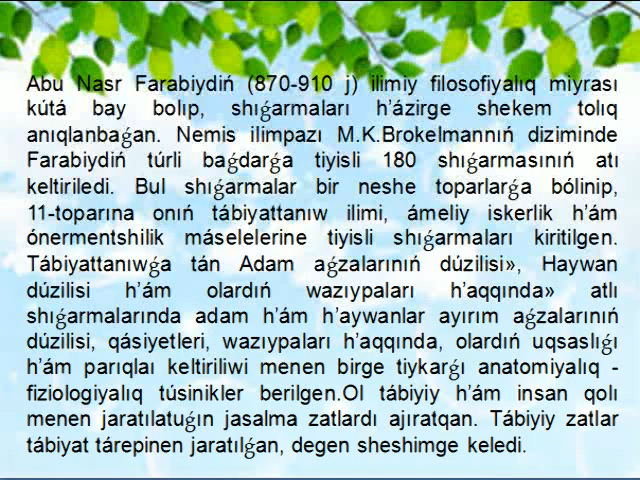 Abu Nasr Farabiydiń (870-910 j) ilimiy filosofiyalıq miyrası
kútá bay bolıp, shıǵarmaları h’ázirge shekem tolıq
anıqlanbaǵan. Nemis ilimpazı M.K.Brokelmannıń diziminde
Farabiydiń túrli baǵdarǵa tiyisli 180 shıǵarmasınıń atı
keltiriledi. Bul shıǵarmalar bir neshe toparlarǵa bólinip,
11-toparına onıń tábiyattanıw ilimi, ámeliy iskerlik h’ám
ónermentshilik máselelerine tiyisli shıǵarmaları kiritilgen.
Tábiyattanıwǵa tán Adam aǵzalarınıń dúzilisi», Haywan
dúzilisi h’ám olardıń wazıypaları h’aqqında» atlı
shıǵarmalarında adam h’ám h’aywanlar ayırım aǵzalarınıń
dúzilisi, qásiyetleri, wazıypaları h’aqqında, olardıń uqsaslıǵı
h’ám parıqlaı keltiriliwi menen birge tiykarǵı anatomiyalıq -
fiziologiyalıq túsinikler berilgen.Ol tábiyiy h’ám insan qolı
menen jaratılatuǵın jasalma zatlardı ajıratqan. Tábiyiy zatlar
tábiyat tárepinen jaratılǵan, degen sheshimge keledi.